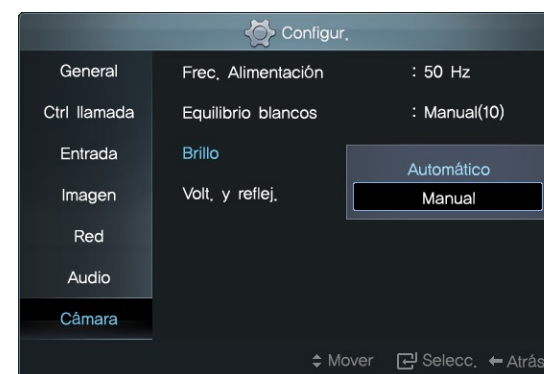 Configur.
General
Ctrl llamada
Entrada
Imagen
Red
Audio
Cámara
Frec. Alimentación : 50 Hz
Equilibrio blancos : Manual(10)
Brillo
Automático
Manual
Volt. y reflej.
Mover Selecc. Atrás